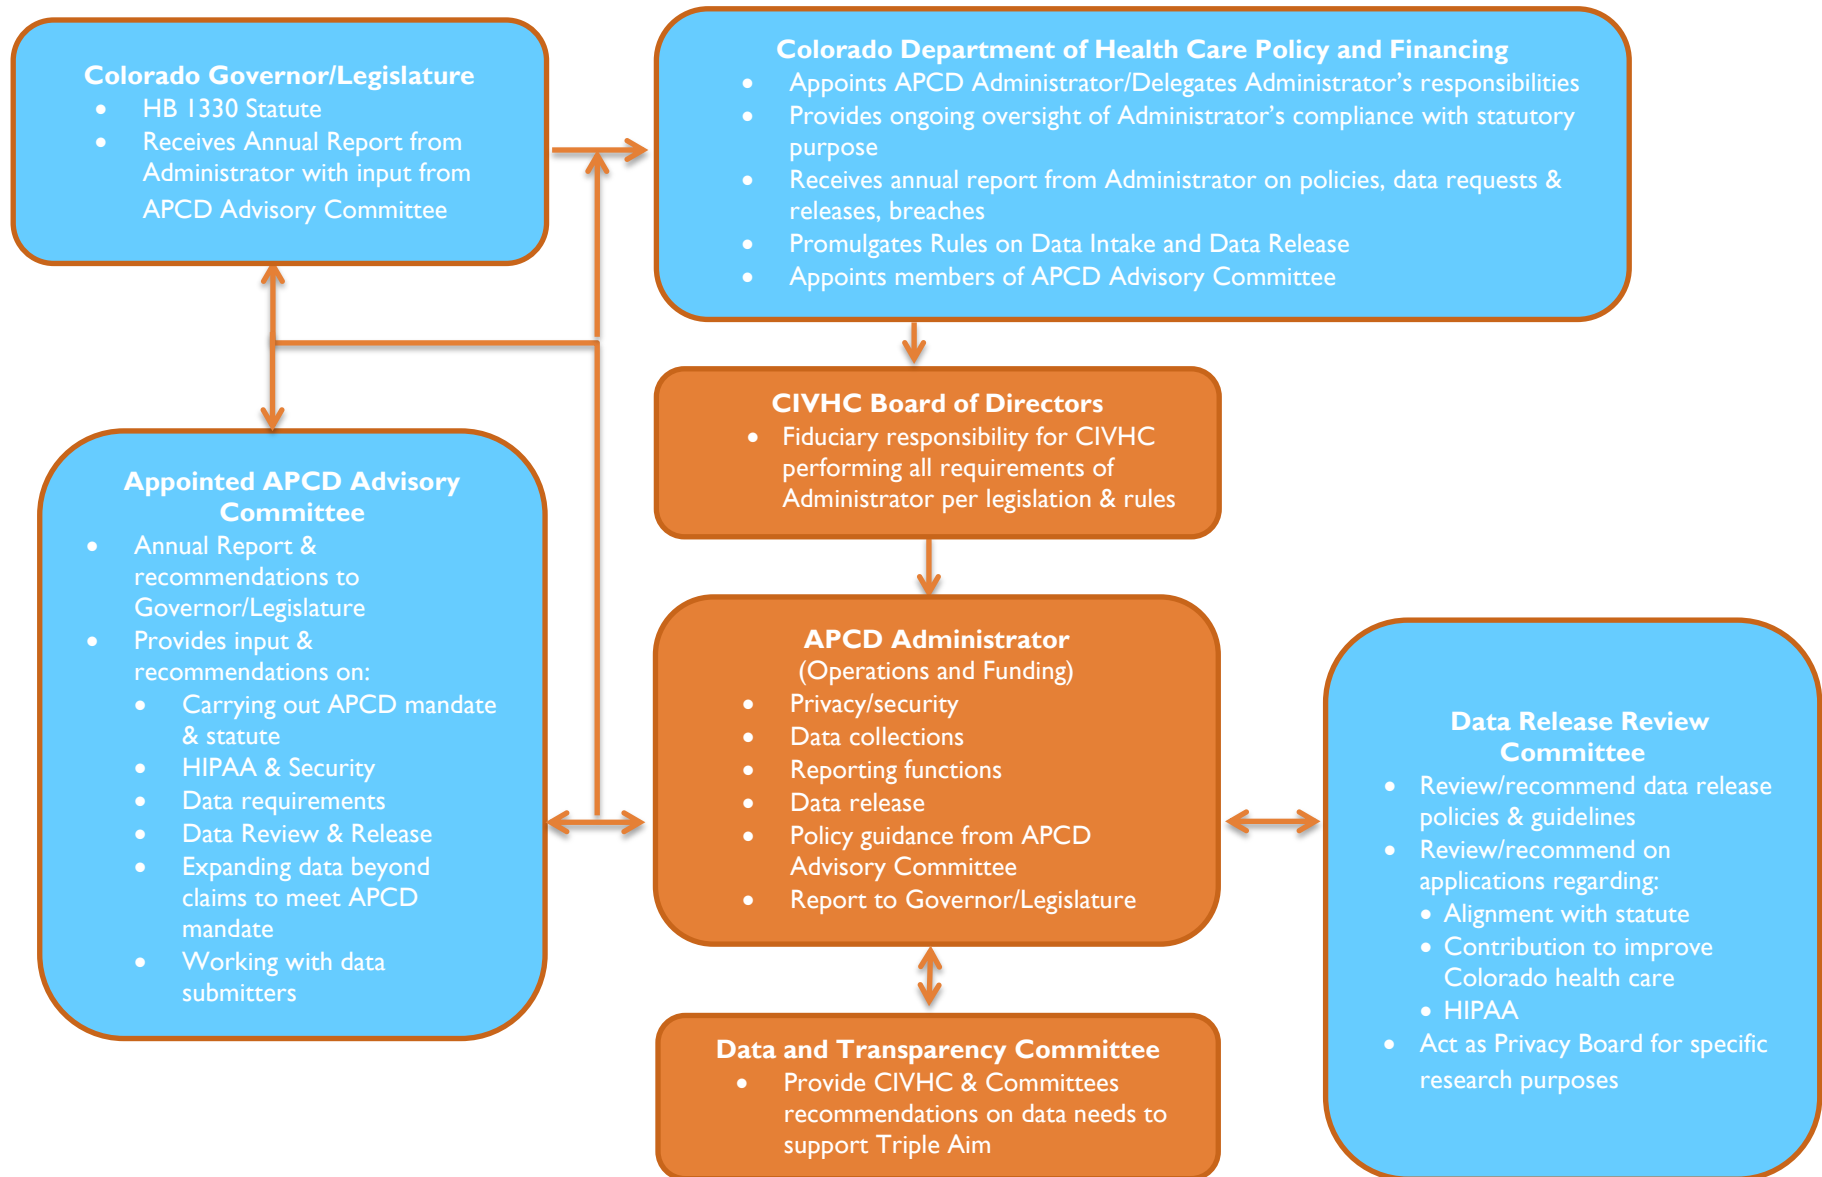 Colorado Governor/Legislature
• HB 1330 Statute
• Receives Annual Report from
Administrator with input from
APCD Advisory Committee
Colorado Department of Health Care Policy and Financing
• Appoints APCD Administrator/Delegates Administrator's responsibilities
• Provides ongoing oversight of Administrator's compliance with statutory
purpose
• Receives annual report from Administrator on policies, data requests &
releases, breaches
• Promulgates Rules on Data Intake and Data Release
• Appoints members of APCD Advisory Committee
CIVHC Board of Directors
• Fiduciary responsibility for CIVHC
performing all requirements of
Administrator per legislation & rules
Appointed APCD Advisory
Committee
• Annual Report &
recommendations to
Governor/Legislature
• Provides input &
recommendations on:
• Carrying out APCD mandate
& statute
• HIPAA & Security
• Data requirements
• Data Review & Release
• Expanding data beyond
claims to meet APCD
mandate
• Working with data
submitters
APCD Administrator
(Operations and Funding)
• Privacy/security
• Data collections
• Reporting functions
• Data release
• Policy guidance from APCD
Advisory Committee
• Report to Governor/Legislature
Data Release Review
Committee
• Review/recommend data release
policies & guidelines
• Review/recommend on
applications regarding:
• Alignment with statute
• Contribution to improve
Colorado health care
• HIPAA
• Act as Privacy Board for specific
research purposes
Data and Transparency Committee
• Provide CIVHC & Committees
recommendations on data needs to
support Triple Aim